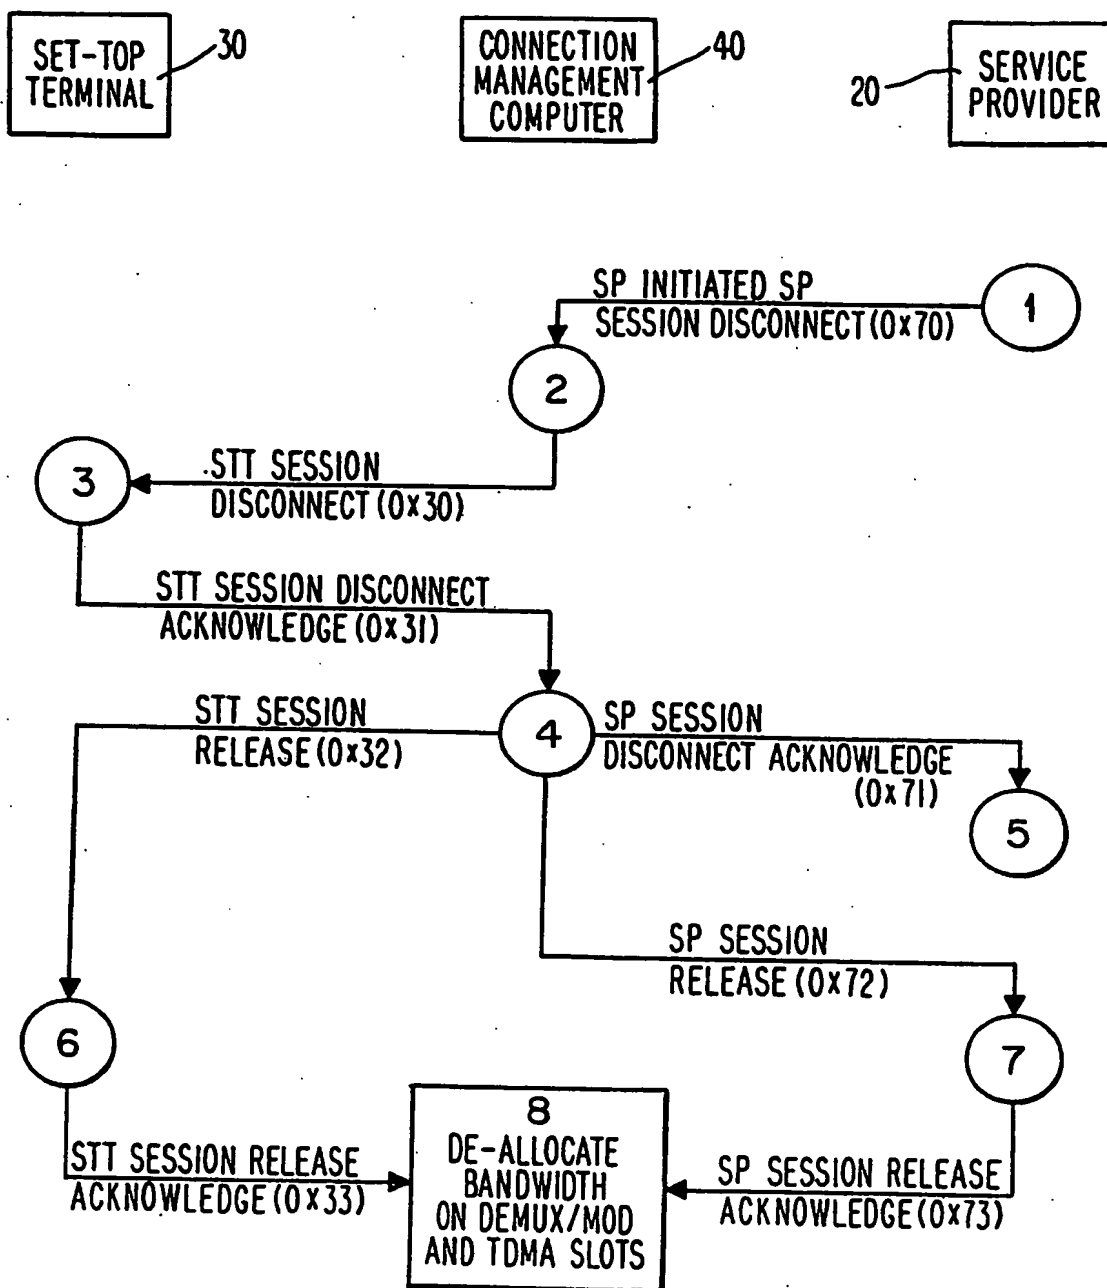 SET-TOP
TERMINAL
30
CONNECTION
MANAGEMENT
COMPUTER
40
20
SERVICE
PROVIDER
SP INITIATED SP
SESSION DISCONNECT (0x70)
1
2
3
STT SESSION
DISCONNECT (0x30)
STT SESSION DISCONNECT
ACKNOWLEDGE (0x31)
STT SESSION
RELEASE (0x32)
4
SP SESSION
DISCONNECT ACKNOWLEDGE
(0x71)
5
SP SESSION
RELEASE (0x72)
6
7
8
DE-ALLOCATE
BANDWIDTH
ON DEMUX/MOD
AND TDMA SLOTS
STT SESSION RELEASE
ACKNOWLEDGE (0x33)
SP SESSION RELEASE
ACKNOWLEDGE (0x73)